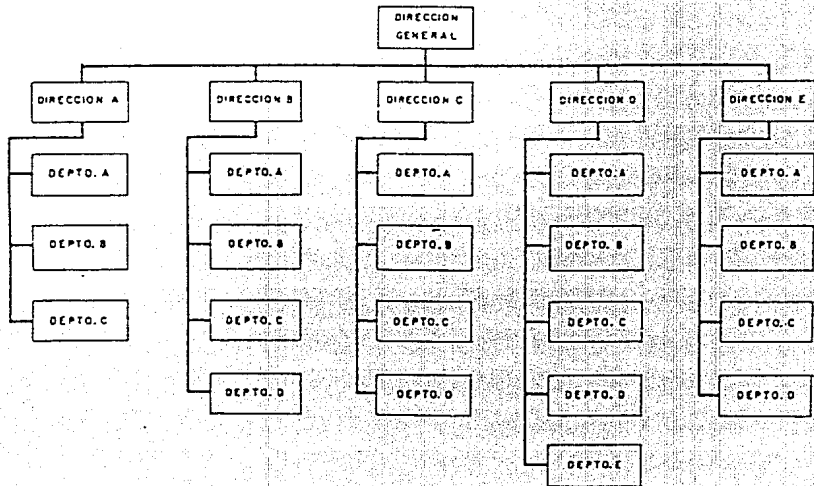 DIRECCION
GENERAL
DIRECCION A
DIRECCION B
DIRECCION C
DIRECCION D
DIRECCION E
DEPTO. A
DEPTO. A
DEPTO. A
DEPTO. A
DEPTO. A
DEPTO. B
DEPTO. B
DEPTO. B
DEPTO. B
DEPTO. B
DEPTO. C
DEPTO. C
DEPTO. C
DEPTO. C
DEPTO. C
DEPTO. D
DEPTO. D
DEPTO. D
DEPTO. D
DEPTO. E